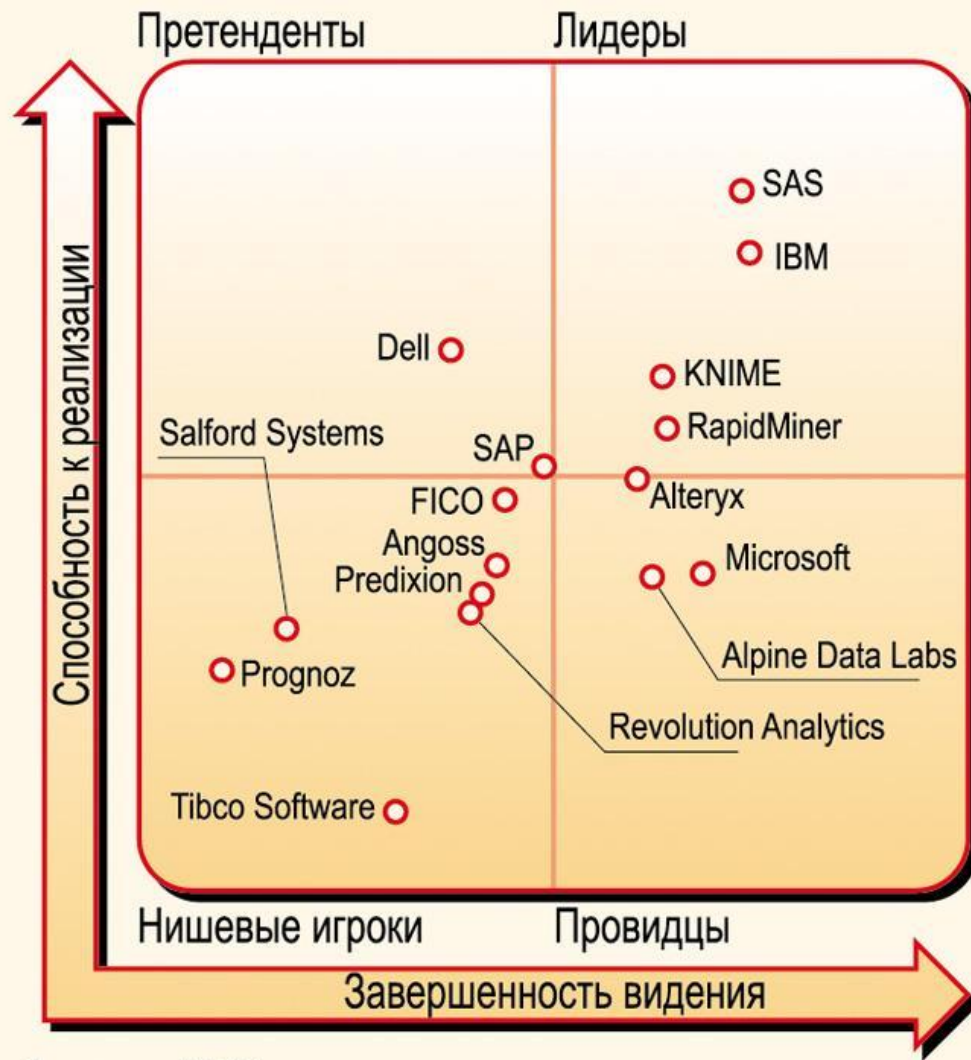 Претенденты
Лидеры
SAS
IBM
Dell
KNIME
Salford Systems
RapidMiner
SAP
FICO
Alteryx
Angoss
Microsoft
Predixion
Alpine Data Labs
Prognoz
Revolution Analytics
Tibco Software
Нишевые игроки
Провидцы
Способность к реализации
Завершенность видения